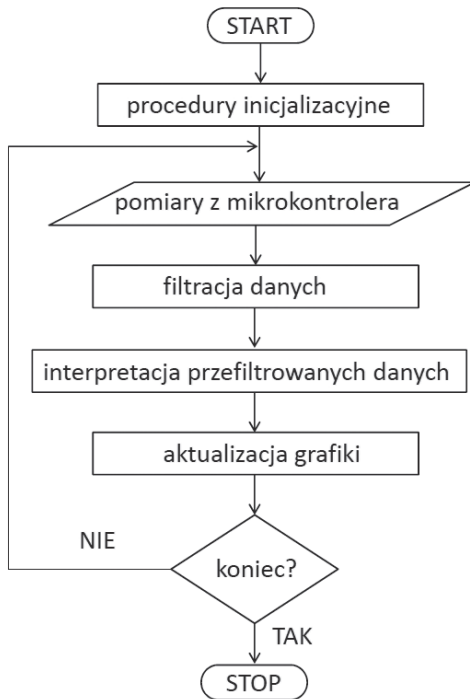 START
procedury inicjalizacyjne
pomiary z mikrokontrolera
filtracja danych
interpretacja przefiltrowanych danych
aktualizacja grafiki
NIE
koniec?
TAK
STOP